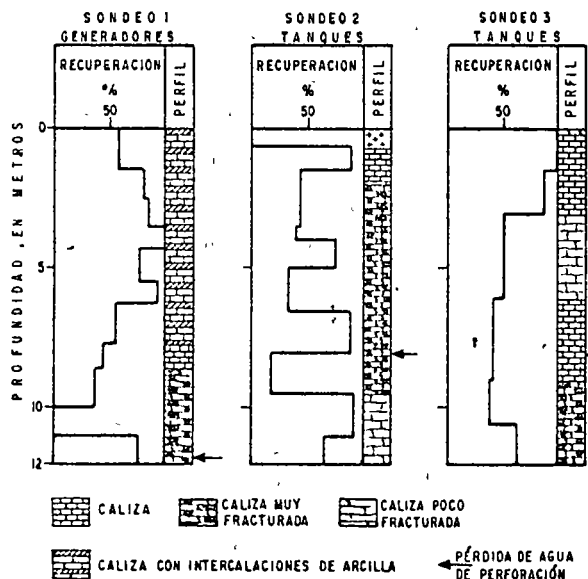 SONDEO 1
GENERADORES
SONDEO 2
TANQUES
SONDEO 3
TANQUES
RECUPERACION
%
50
PERFIL
RECUPERACION
%
50
PERFIL
RECUPERACION
%
50
PERFIL
PROFUNDIDAD, EN METROS
0
5
10
12
CALIZA
CALIZA MUY
FRACTURADA
CALIZA POCO
FRACTURADA
CALIZA CON INTERCALACIONES DE ARCILLA
PÉRDIDA DE AGUA
DE PERFORACIÓN